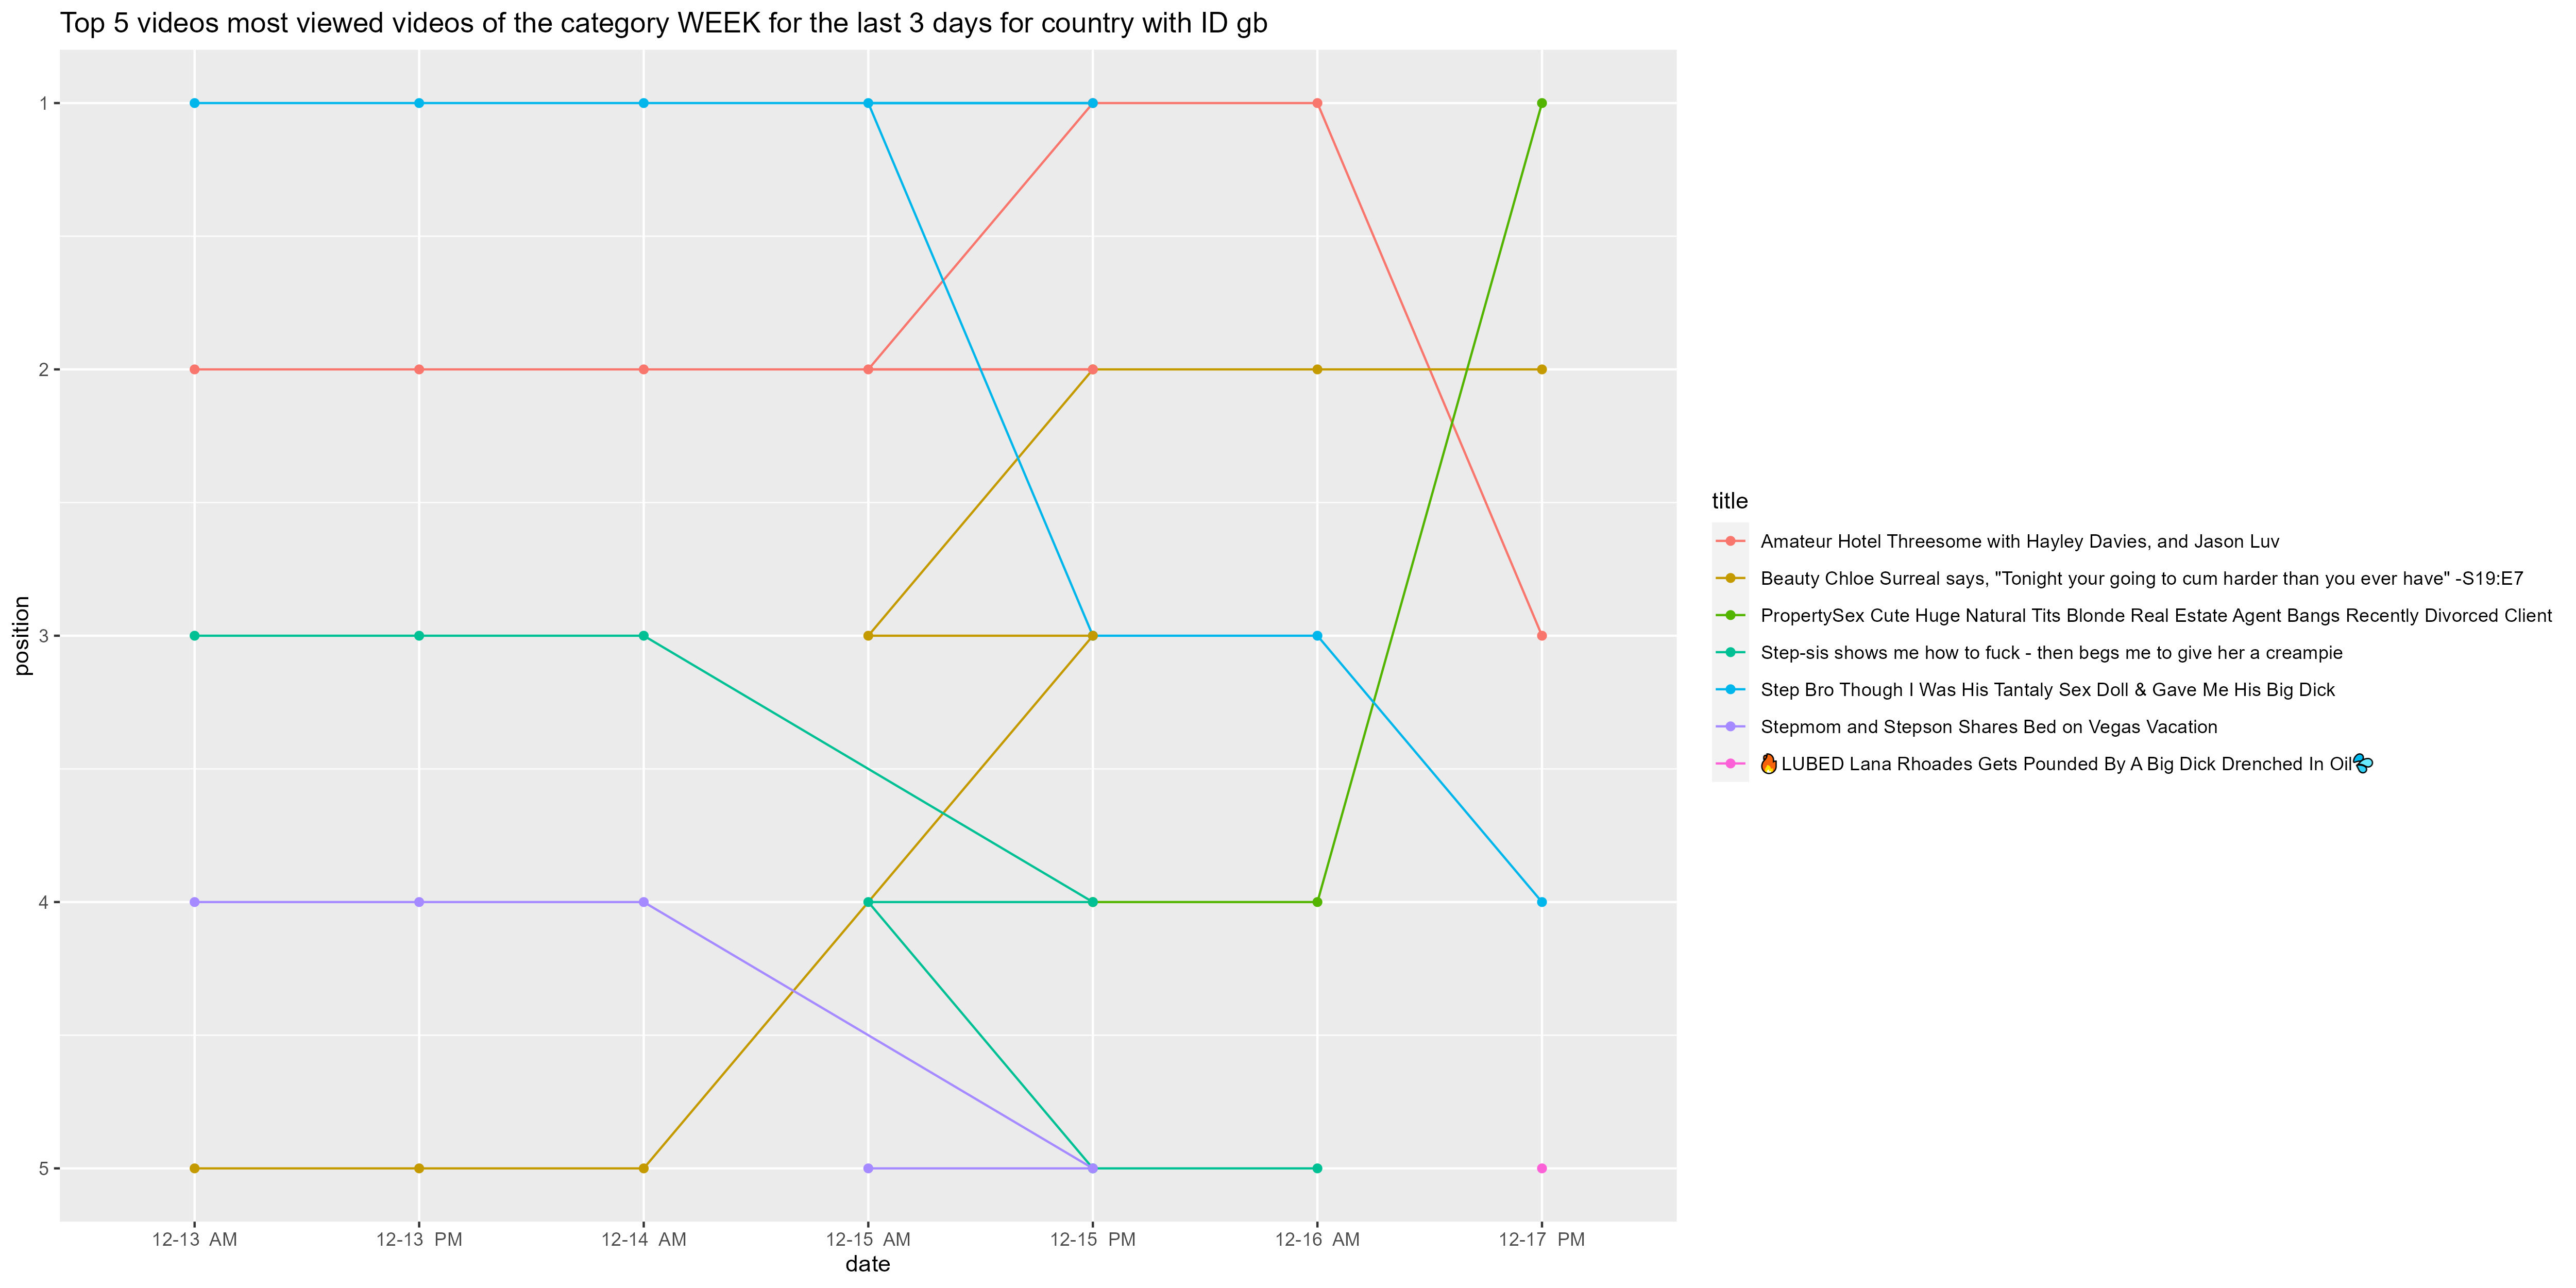 Top 5 videos most viewed videos of the category WEEK for the last 3 days for country with ID gb
position
1
2
3
4
5
12-13 AM
12-13 PM
12-14 AM
12-15 AM
12-15 PM
12-16 AM
12-17 PM
date
title
Amateur Hotel Threesome with Hayley Davies, and Jason Luv
Beauty Chloe Surreal says, "Tonight your going to cum harder than you ever have" -S19:E7
PropertySex Cute Huge Natural Tits Blonde Real Estate Agent Bangs Recently Divorced Client
Step-sis shows me how to fuck - then begs me to give her a creampie
Step Bro Though I Was His Tantaly Sex Doll & Gave Me His Big Dick
Stepmom and Stepson Shares Bed on Vegas Vacation
🔥LUBED Lana Rhoades Gets Pounded By A Big Dick Drenched In Oil💦